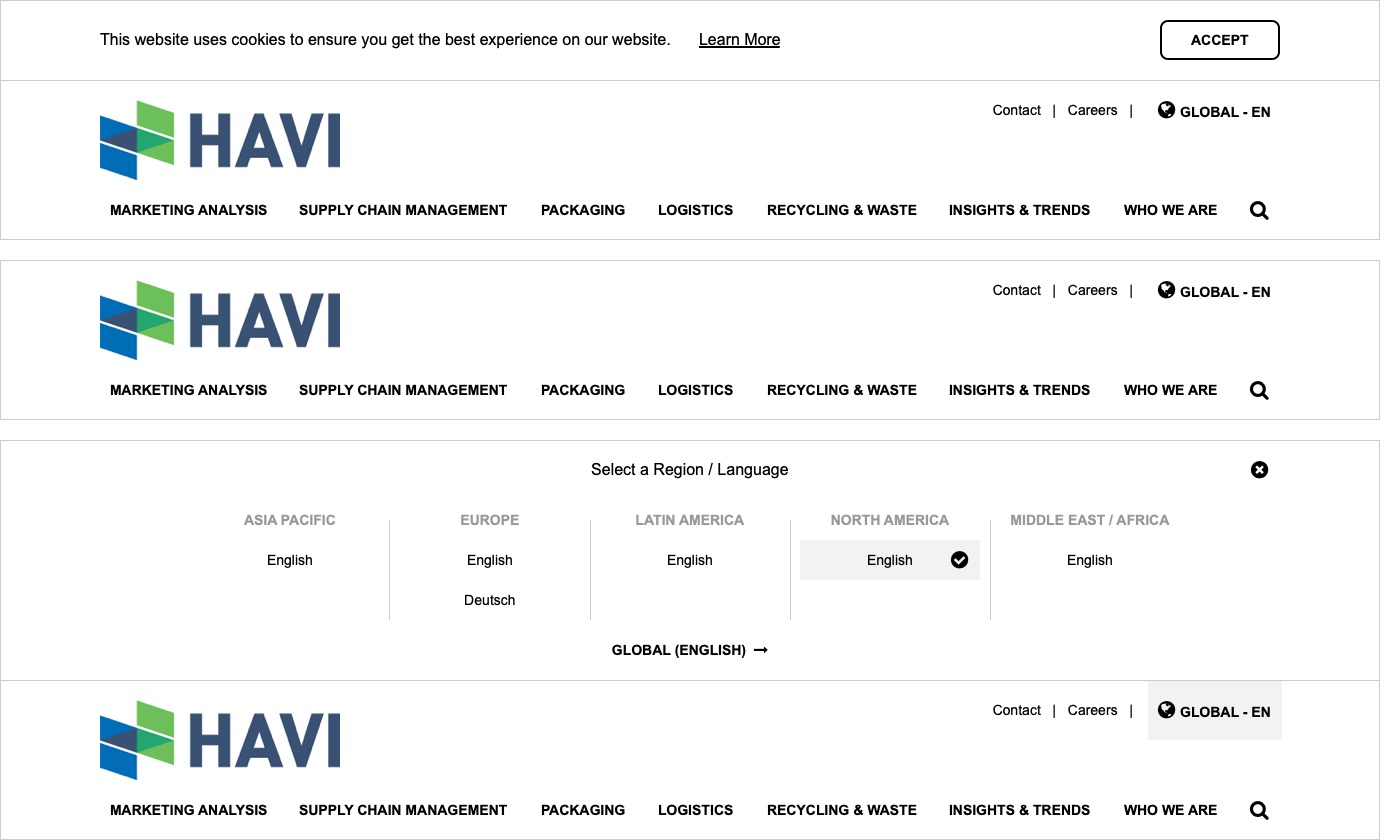 This website uses cookies to ensure you get the best experience on our website. Learn More ACCEPT
HAVI
Contact | Careers | GLOBAL - EN
MARKETING ANALYSIS SUPPLY CHAIN MANAGEMENT PACKAGING LOGISTICS RECYCLING & WASTE INSIGHTS & TRENDS WHO WE ARE
HAVI
Contact | Careers | GLOBAL - EN
MARKETING ANALYSIS SUPPLY CHAIN MANAGEMENT PACKAGING LOGISTICS RECYCLING & WASTE INSIGHTS & TRENDS WHO WE ARE
Select a Region / Language
ASIA PACIFIC EUROPE LATIN AMERICA NORTH AMERICA MIDDLE EAST / AFRICA
English English English English English
Deutsch
GLOBAL (ENGLISH) →
HAVI
Contact | Careers | GLOBAL - EN
MARKETING ANALYSIS SUPPLY CHAIN MANAGEMENT PACKAGING LOGISTICS RECYCLING & WASTE INSIGHTS & TRENDS WHO WE ARE